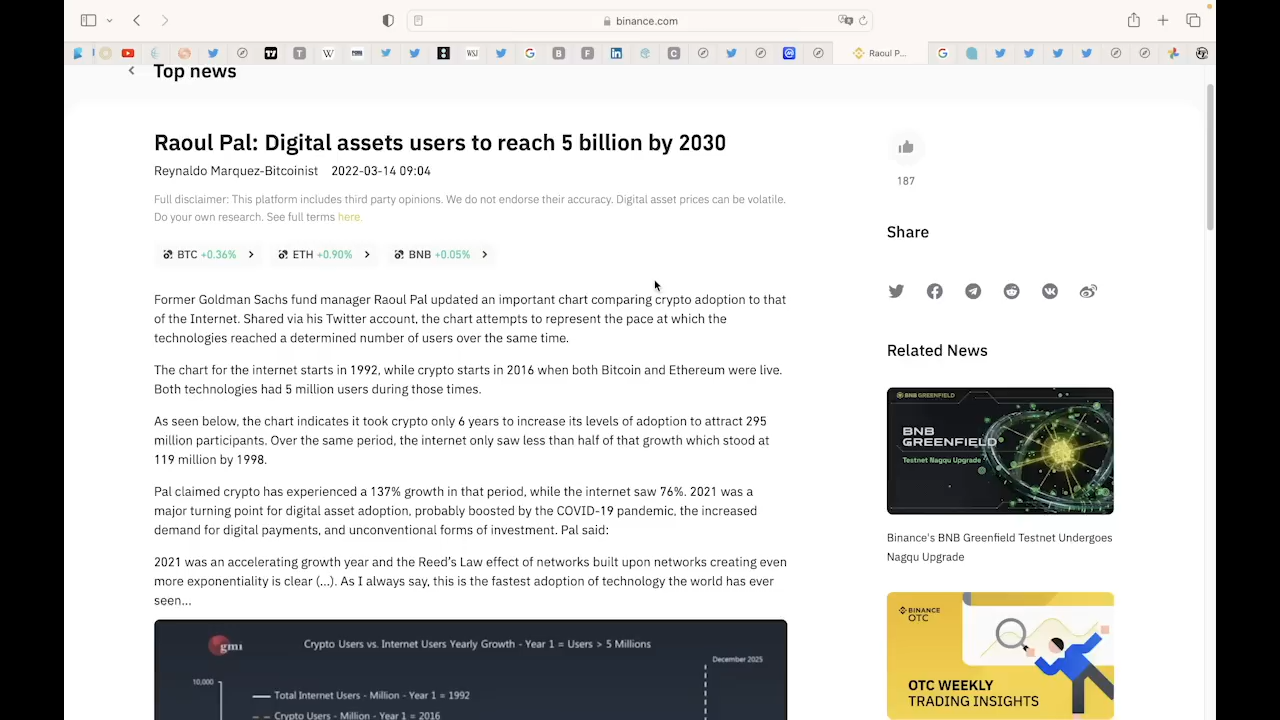 binance.com
WSJ
Raoul P...
Top news
Raoul Pal: Digital assets users to reach 5 billion by 2030
Reynaldo Marquez-Bitcoinist 2022-03-14 09:04
Full disclaimer: This platform includes third party opinions. We do not endorse their accuracy. Digital asset prices can be volatile.
Do your own research. See full terms here.
BTC +0.36% ETH +0.90% BNB +0.05%
Former Goldman Sachs fund manager Raoul Pal updated an important chart comparing crypto adoption to that
of the Internet. Shared via his Twitter account, the chart attempts to represent the pace at which the
technologies reached a determined number of users over the same time.
The chart for the internet starts in 1992, while crypto starts in 2016 when both Bitcoin and Ethereum were live.
Both technologies had 5 million users during those times.
As seen below, the chart indicates it took crypto only 6 years to increase its levels of adoption to attract 295
million participants. Over the same period, the internet only saw less than half of that growth which stood at
119 million by 1998.
Pal claimed crypto has experienced a 137% growth in that period, while the internet saw 76%. 2021 was a
major turning point for digital asset adoption, probably boosted by the COVID-19 pandemic, the increased
demand for digital payments, and unconventional forms of investment. Pal said:
2021 was an accelerating growth year and the Reed's Law effect of networks built upon networks creating even
more exponentiality is clear (...). As I always say, this is the fastest adoption of technology the world has ever
seen...
gmi
Crypto Users vs. Internet Users Yearly Growth - Year 1 = Users > 5 Millions
December 2025
10,000
Total Internet Users - Million - Year 1 = 1992
Crypto Users - Million - Year 1 = 2016
187
Share
Related News
BNB GREENFIELD
BNB
GREENFIELD
Testnet Nagqu Upgrade
Binance's BNB Greenfield Testnet Undergoes
Nagqu Upgrade
BINANCE
OTC
OTC WEEKLY
TRADING INSIGHTS